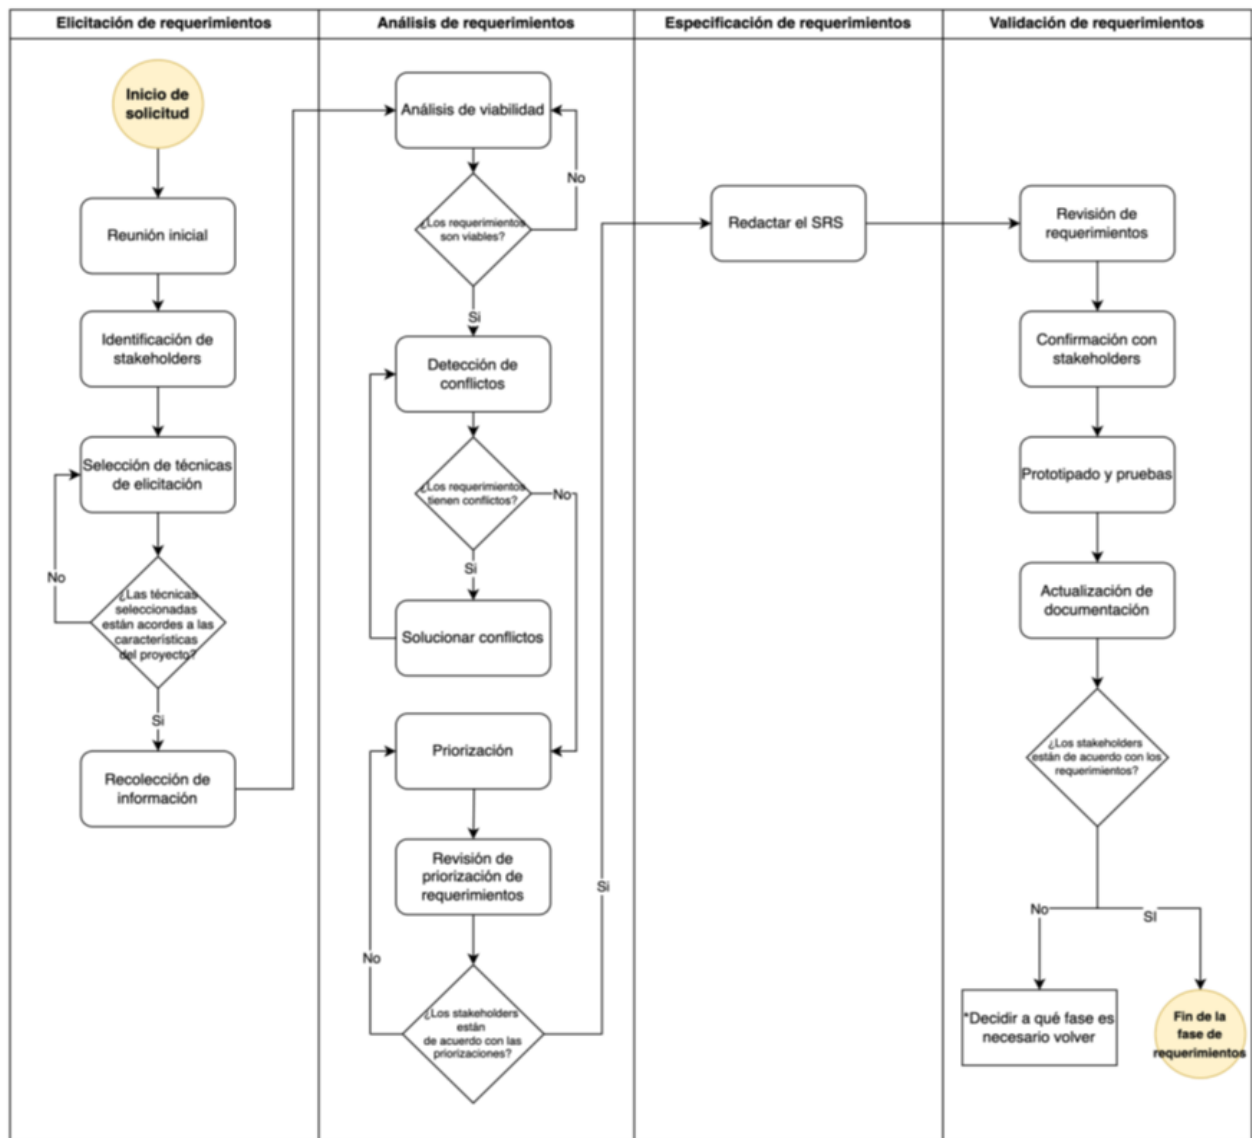 Elicitación de requerimientos
Análisis de requerimientos
Especificación de requerimientos
Validación de requerimientos
Inicio de
solicitud
Reunión inicial
Identificación de
stakeholders
Selección de técnicas
de elicitación
No
¿Las técnicas
seleccionadas
están acordes a las
características
del proyecto?
Si
Recolección de
información
Análisis de viabilidad
No
¿Los requerimientos
son viables?
Si
Detección de
conflictos
¿Los requerimientos
tienen conflictos?
No
Si
Solucionar conflictos
Priorización
Revisión de
priorización de
requerimientos
No
Si
¿Los stakeholders
están
de acuerdo con las
priorizaciones?
Redactar el SRS
Revisión de
requerimientos
Confirmación con
stakeholders
Prototipado y pruebas
Actualización de
documentación
¿Los stakeholders
están de acuerdo con los
requerimientos?
No
SI
*Decidir a qué fase es
necesario volver
Fin de la
fase de
requerimientos